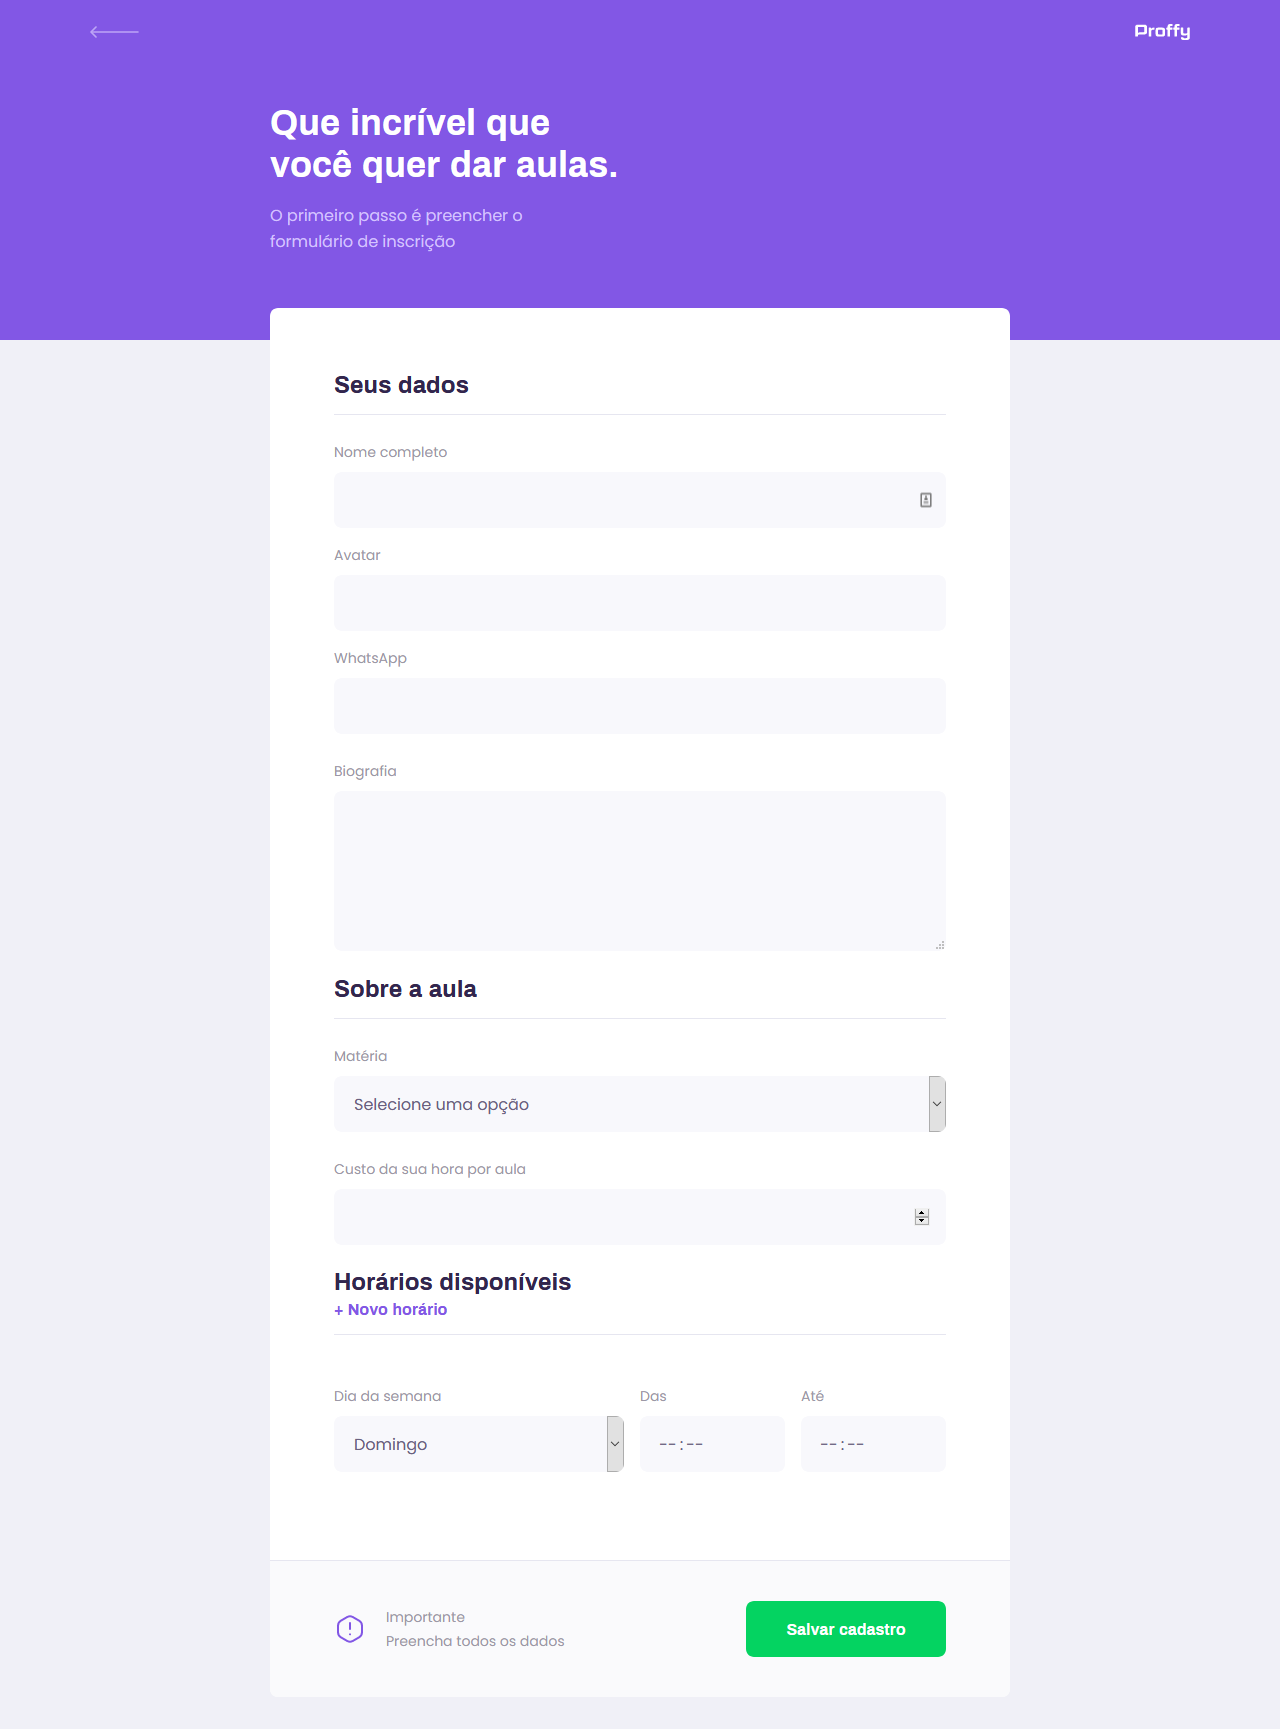 Proffy
Que incrível que
você quer dar aulas.
O primeiro passo é preencher o
formulário de inscrição
Seus dados
Nome completo
Avatar
WhatsApp
Biografia
Sobre a aula
Matéria
Selecione uma opção
Custo da sua hora por aula
Horários disponíveis
+ Novo horário
Dia da semana Das Até
Domingo --:-- --:--
Importante
Preencha todos os dados
Salvar cadastro